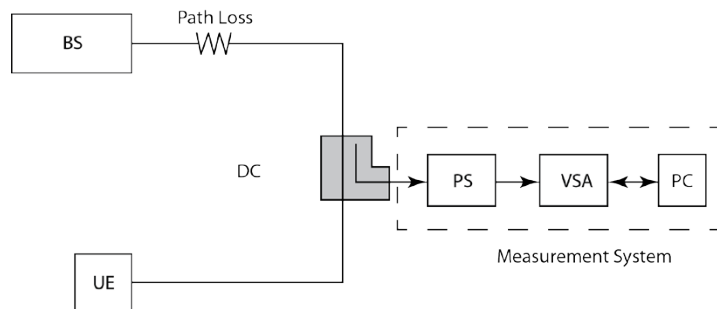 Path Loss
BS
DC
PS
VSA
PC
Measurement System
UE